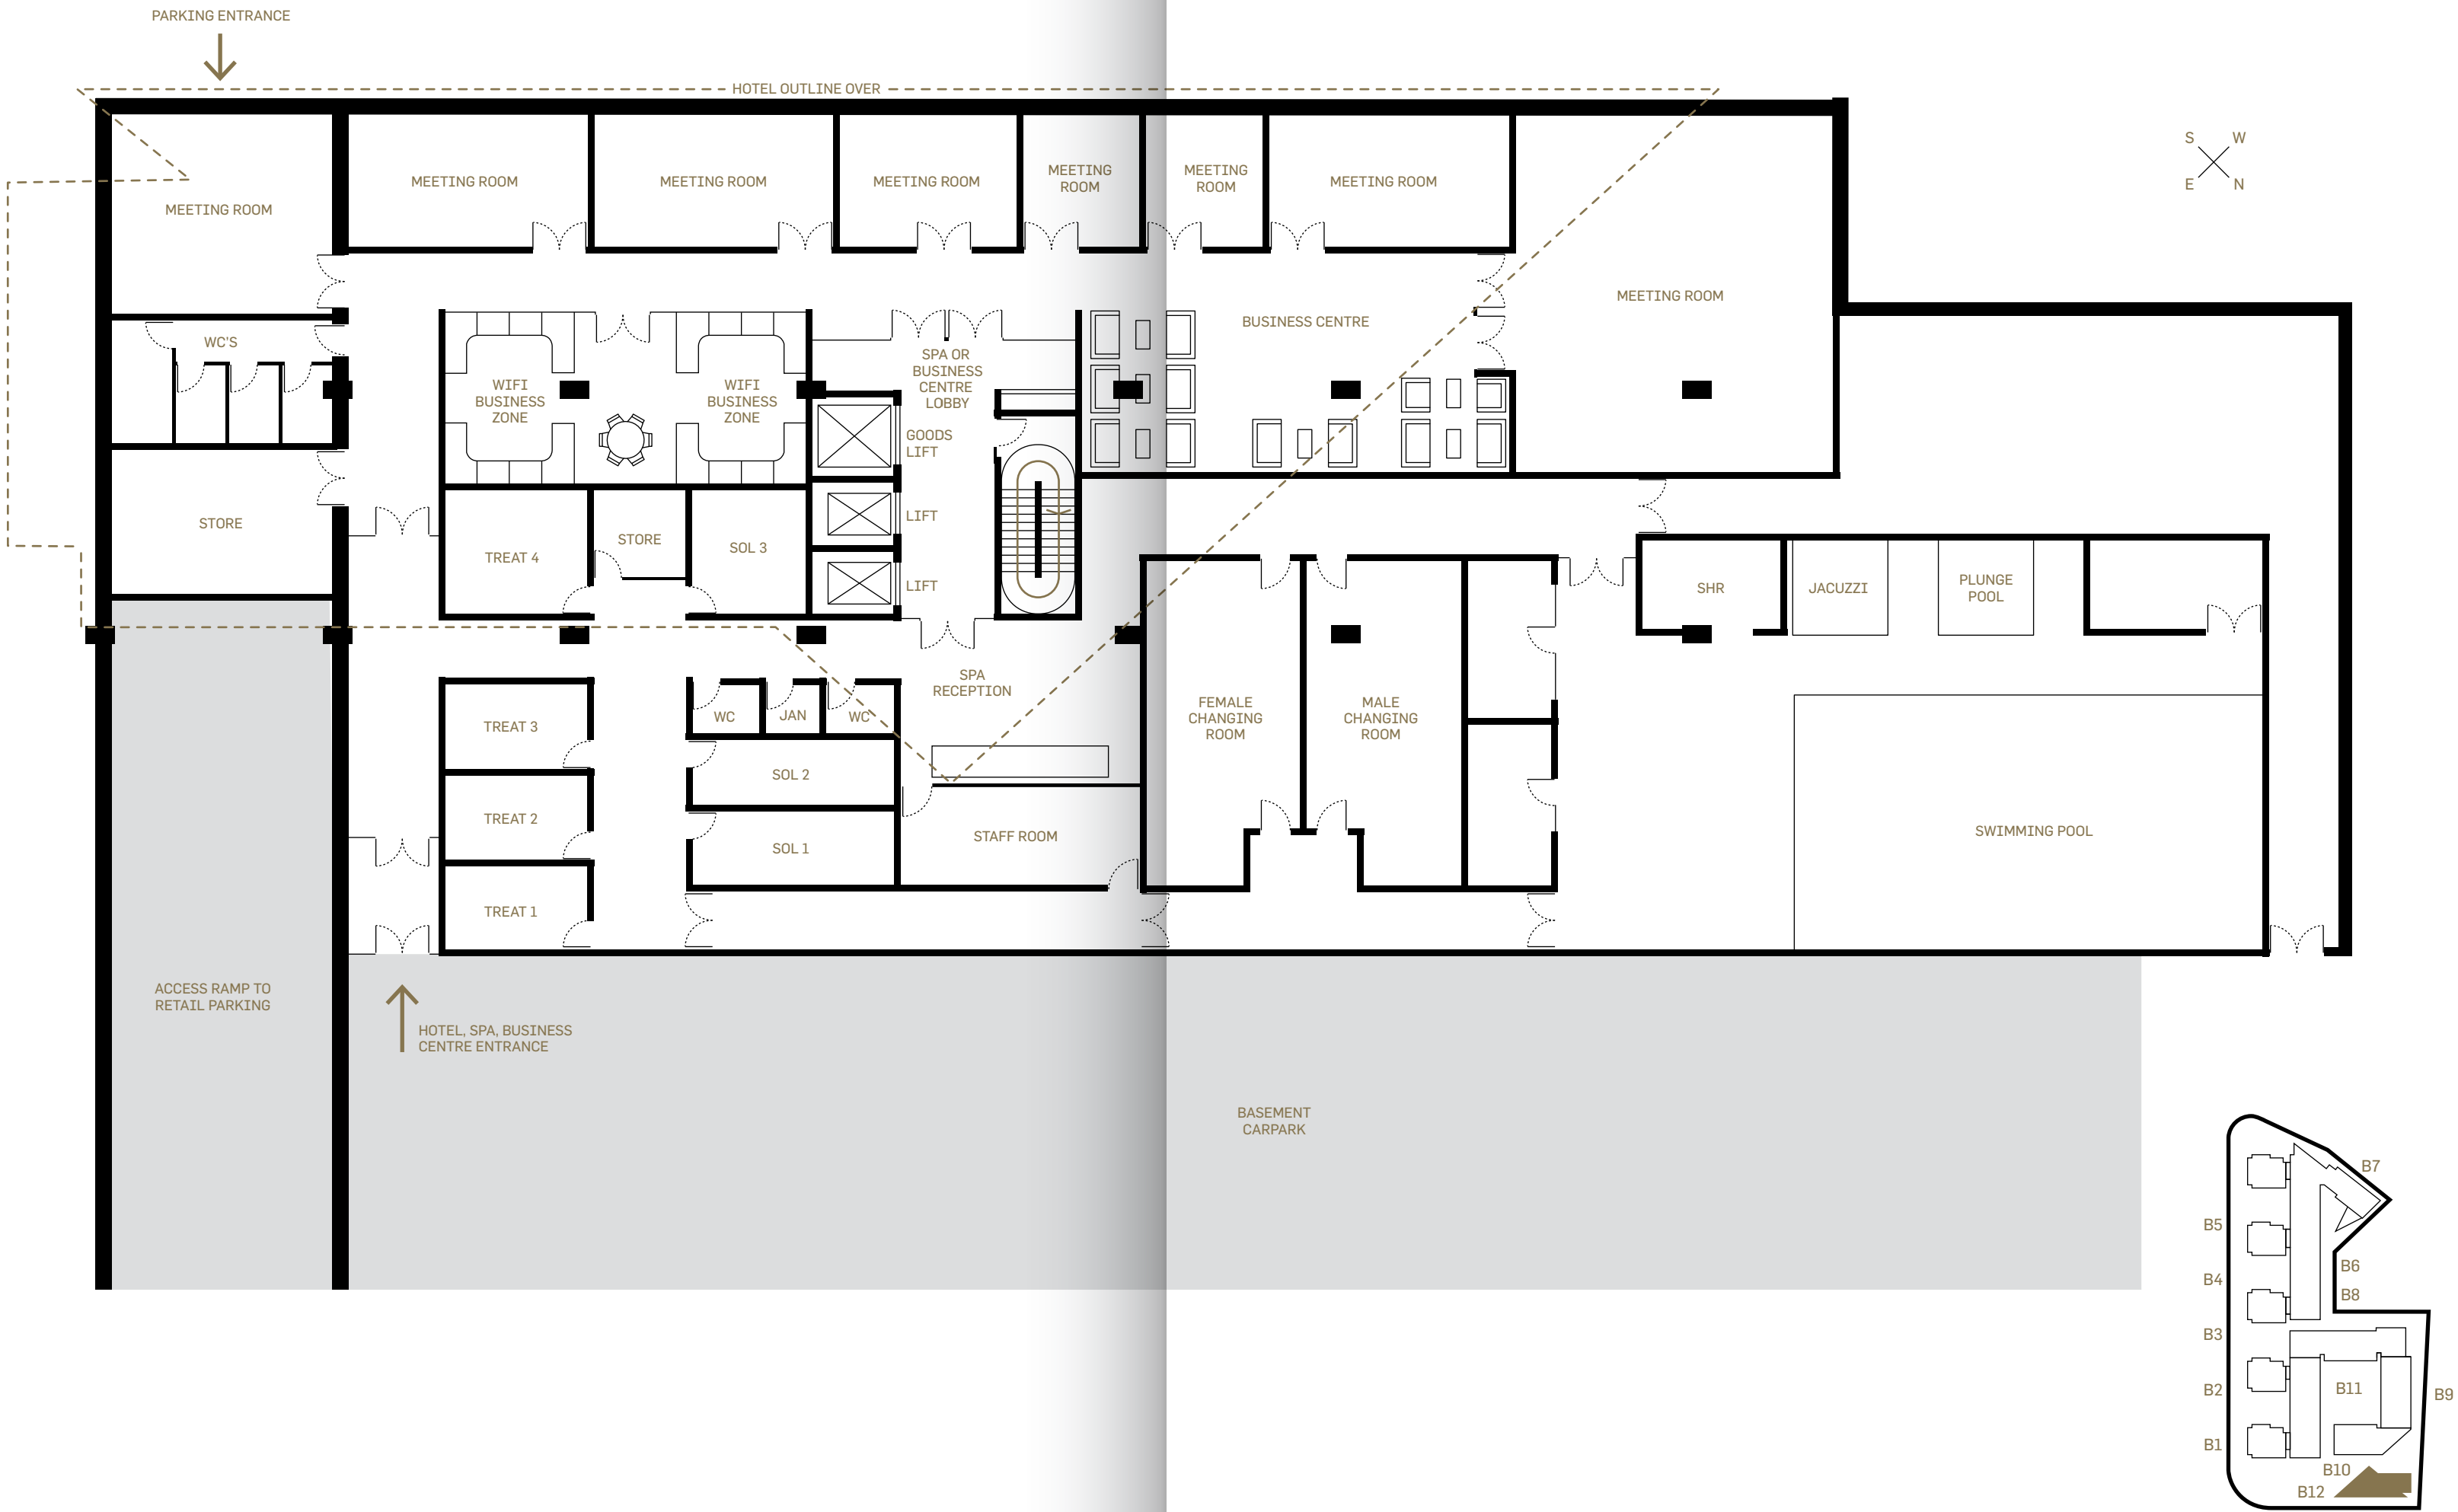 PARKING ENTRANCE
HOTEL OUTLINE OVER
S
W
E
N
MEETING ROOM
MEETING ROOM
MEETING ROOM
MEETING ROOM
MEETING
ROOM
MEETING
ROOM
MEETING ROOM
MEETING ROOM
BUSINESS CENTRE
WC'S
WIFI
BUSINESS
ZONE
WIFI
BUSINESS
ZONE
SPA OR
BUSINESS
CENTRE
LOBBY
GOODS
LIFT
LIFT
LIFT
STORE
TREAT 4
STORE
SOL 3
SHR
JACUZZI
PLUNGE
POOL
SPA
RECEPTION
FEMALE
CHANGING
ROOM
MALE
CHANGING
ROOM
TREAT 3
WC
JAN
WC
SOL 2
TREAT 2
SOL 1
STAFF ROOM
SWIMMING POOL
TREAT 1
ACCESS RAMP TO
RETAIL PARKING
HOTEL, SPA, BUSINESS
CENTRE ENTRANCE
BASEMENT
CARPARK
B7
B5
B6
B4
B8
B3
B2
B11
B9
B1
B10
B12